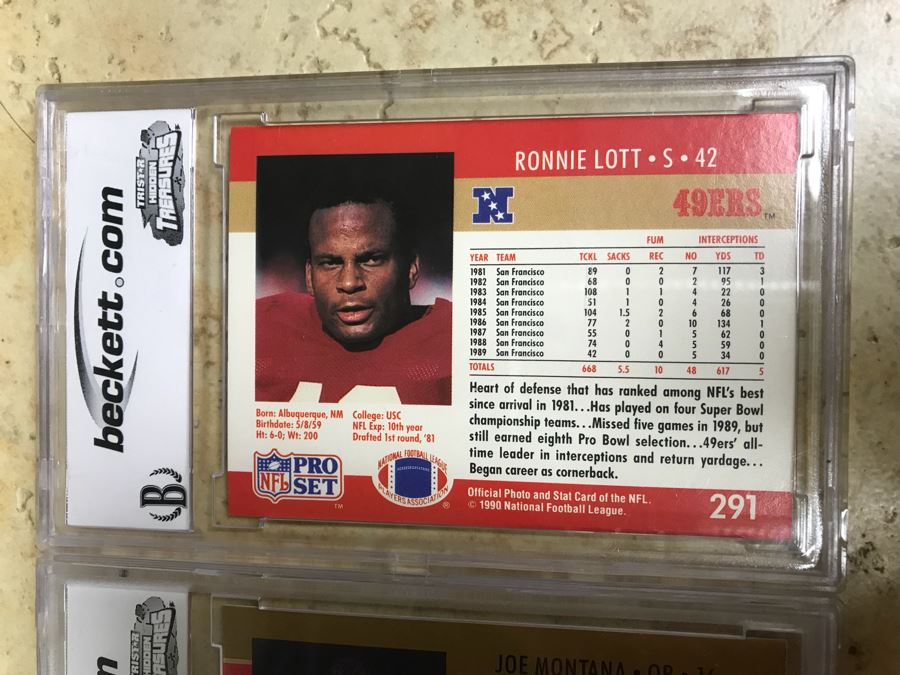 beckett.com
TRISTAR
HIDDEN
TREASURES
B
RONNIE LOTT • S • 42
N
49ERS TM
FUM INTERCEPTIONS
YEAR TEAM TCKL SACKS REC NO YDS TD
1981 San Francisco 89 0 2 7 117 3
1982 San Francisco 68 0 0 2 95 1
1983 San Francisco 108 1 1 4 22 0
1984 San Francisco 51 1 0 4 26 0
1985 San Francisco 104 1.5 2 6 68 0
1986 San Francisco 77 2 0 10 134 1
1987 San Francisco 55 0 1 5 62 0
1988 San Francisco 74 0 4 5 59 0
1989 San Francisco 42 0 0 5 34 0
TOTALS 668 5.5 10 48 617 5
Heart of defense that has ranked among NFL's best
since arrival in 1981...Has played on four Super Bowl
championship teams...Missed five games in 1989, but
still earned eighth Pro Bowl selection...49ers' all-
time leader in interceptions and return yardage...
Began career as cornerback.
Born: Albuquerque, NM
Birthdate: 5/8/59
Ht: 6-0; Wt: 200
College: USC
NFL Exp: 10th year
Drafted 1st round, '81
NFL PRO
SET TM
NATIONAL FOOTBALL LEAGUE
PLAYERS ASSOCIATION ®
Official Photo and Stat Card of the NFL.
© 1990 National Football League.
291
TRISTAR
HIDDEN
TREASURES
JOE MONTANA • QB • 16